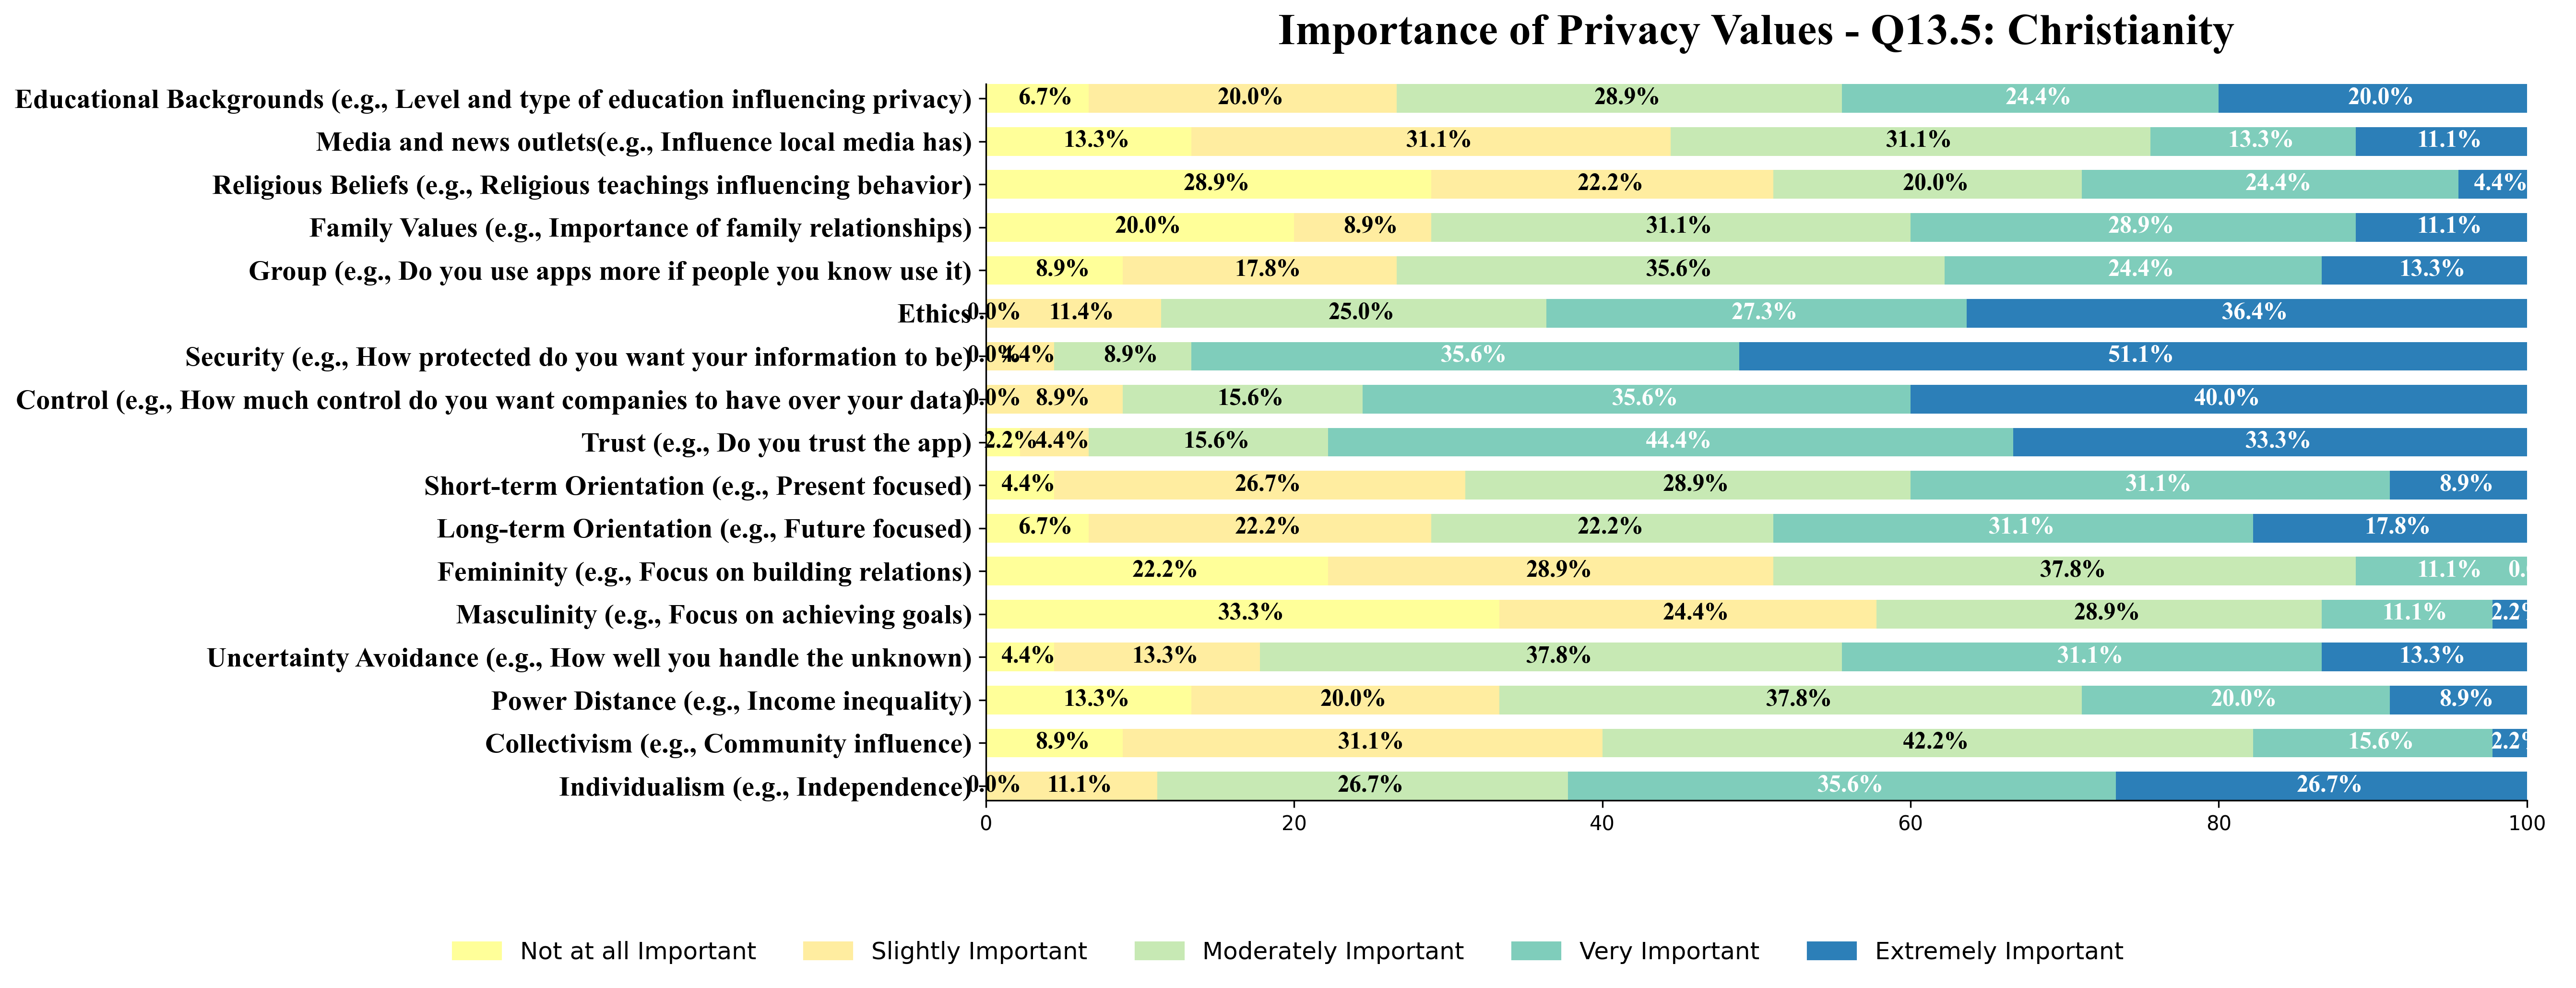 Importance of Privacy Values - Q13.5: Christianity
Educational Backgrounds (e.g., Level and type of education influencing privacy) 6.7% 20.0% 28.9% 24.4% 20.0%
Media and news outlets(e.g., Influence local media has) 13.3% 31.1% 31.1% 13.3% 11.1%
Religious Beliefs (e.g., Religious teachings influencing behavior) 28.9% 22.2% 20.0% 24.4% 4.4%
Family Values (e.g., Importance of family relationships) 20.0% 8.9% 31.1% 28.9% 11.1%
Group (e.g., Do you use apps more if people you know use it) 8.9% 17.8% 35.6% 24.4% 13.3%
Ethics 0.0% 11.4% 25.0% 27.3% 36.4%
Security (e.g., How protected do you want your information to be) 0.0% 4.4% 8.9% 35.6% 51.1%
Control (e.g., How much control do you want companies to have over your data) 0.0% 8.9% 15.6% 35.6% 40.0%
Trust (e.g., Do you trust the app) 2.2% 4.4% 15.6% 44.4% 33.3%
Short-term Orientation (e.g., Present focused) 4.4% 26.7% 28.9% 31.1% 8.9%
Long-term Orientation (e.g., Future focused) 6.7% 22.2% 22.2% 31.1% 17.8%
Femininity (e.g., Focus on building relations) 22.2% 28.9% 37.8% 11.1% 0.
Masculinity (e.g., Focus on achieving goals) 33.3% 24.4% 28.9% 11.1% 2.2%
Uncertainty Avoidance (e.g., How well you handle the unknown) 4.4% 13.3% 37.8% 31.1% 13.3%
Power Distance (e.g., Income inequality) 13.3% 20.0% 37.8% 20.0% 8.9%
Collectivism (e.g., Community influence) 8.9% 31.1% 42.2% 15.6% 2.2%
Individualism (e.g., Independence) 0.0% 11.1% 26.7% 35.6% 26.7%
0 20 40 60 80 100
Not at all Important Slightly Important Moderately Important Very Important Extremely Important